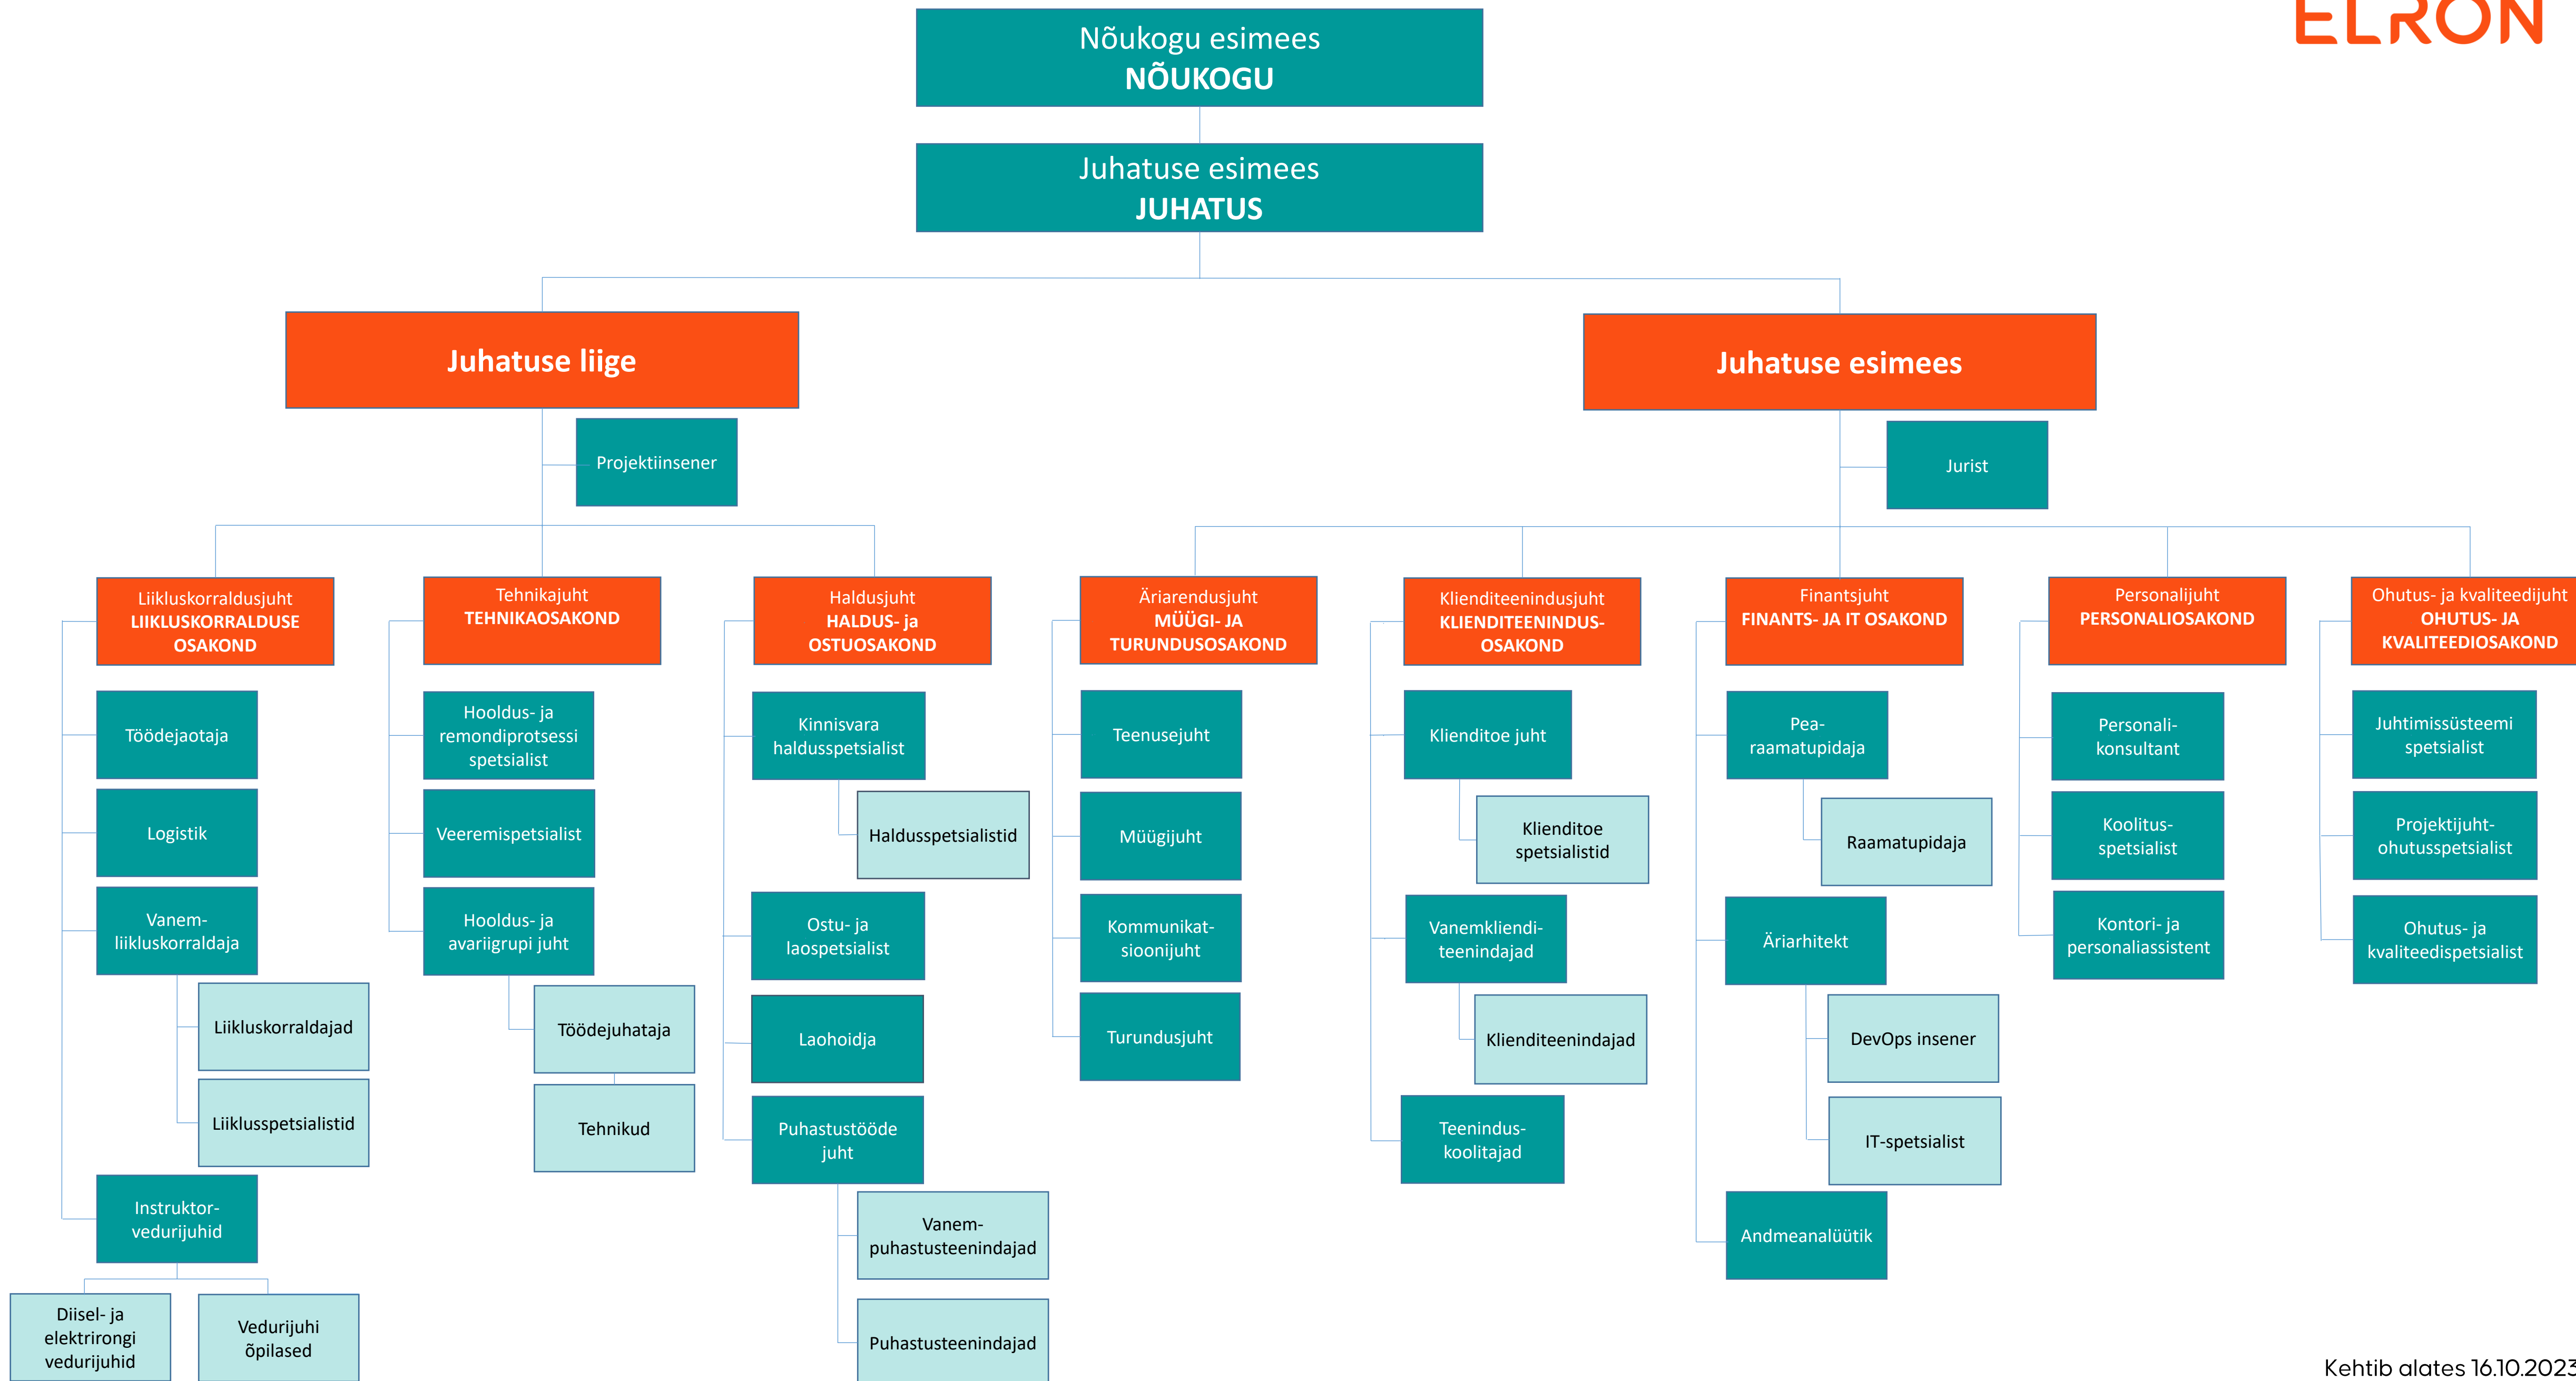 ELRON
Nõukogu esimees
NÕUKOGU
Juhatuse esimees
JUHATUS
Juhatuse liige
Juhatuse esimees
Projektiinsener
Jurist
Liikluskorraldusjuht
LIIKLUSKORRALDUSE
OSAKOND
Töödejaotaja
Logistik
Vanem-
liikluskorraldaja
Liikluskorraldajad
Liiklusspetsialistid
Instruktor-
vedurijuhid
Diisel- ja
elektrirongi
vedurijuhid
Vedurijuhi
õpilased
Tehnikajuht
TEHNIKAOSAKOND
Hooldus- ja
remondiprotsessi
spetsialist
Veeremispetsialist
Hooldus- ja
avariigrupi juht
Töödejuhataja
Tehnikud
Haldusjuht
HALDUS- ja
OSTUOSAKOND
Kinnisvara
haldusspetsialist
Haldusspetsialistid
Ostu- ja
laospetsialist
Laohoidja
Puhastustööde
juht
Vanem-
puhastusteenindajad
Puhastusteenindajad
Äriarendusjuht
MÜÜGI- JA
TURUNDUSOSAKOND
Teenusejuht
Müügijuht
Kommunikat-
sioonijuht
Turundusjuht
Klienditeenindusjuht
KLIENDITEENINDUS-
OSAKOND
Klienditoe juht
Klienditoe
spetsialistid
Vanemkliendi-
teenindajad
Klienditeenindajad
Teenindus-
koolitajad
Finantsjuht
FINANTS- JA IT OSAKOND
Pea-
raamatupidaja
Raamatupidaja
Äriarhitekt
DevOps insener
IT-spetsialist
Andmeanalüütik
Personalijuht
PERSONALIOSAKOND
Personali-
konsultant
Koolitus-
spetsialist
Kontori- ja
personaliassistent
Ohutus- ja kvaliteedijuht
OHUTUS- JA
KVALITEEDIOSAKOND
Juhtimissüsteemi
spetsialist
Projektijuht-
ohutusspetsialist
Ohutus- ja
kvaliteedispetsialist
Kehtib alates 16.10.2023